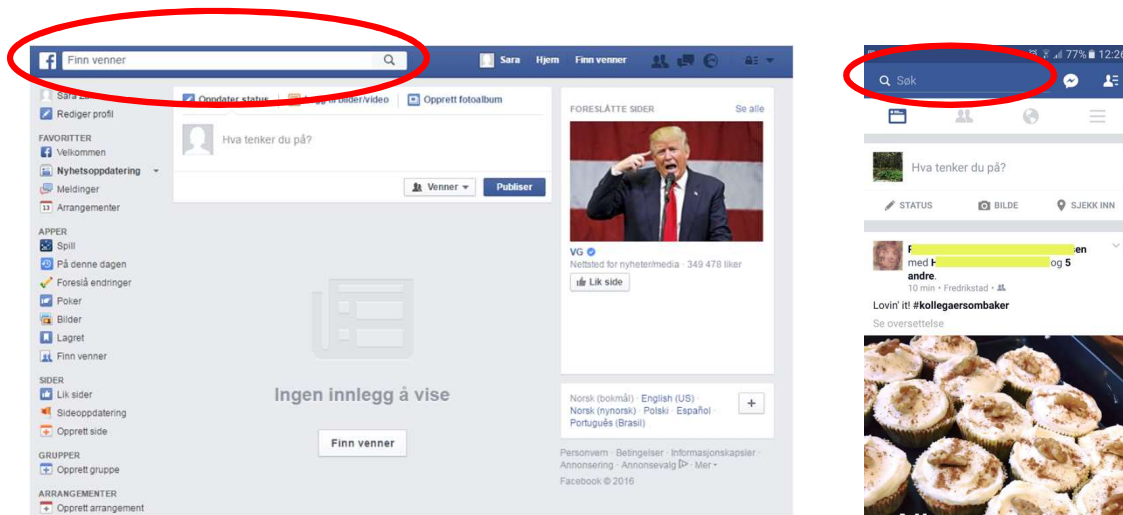 Finn venner
Sara Hjem Finn venner
Rediger profil
FAVORITTER
Velkommen
Nyhetsoppdatering
Meldinger
13 Arrangementer
APPER
Spill
På denne dagen
Foreslå endringer
Poker
Bilder
Lagret
Finn venner
SIDER
Lik sider
Sideoppdatering
Opprett side
GRUPPER
Opprett gruppe
ARRANGEMENTER
Opprett arrangement
Oppdater status Opprett fotoalbum
Hva tenker du på?
Venner Publiser
Ingen innlegg å vise
Finn venner
FORESLÅTTE SIDER Se alle
VG
Nettsted for nyheter/media · 349 478 liker
Lik side
Norsk (bokmål) · English (US) ·
Norsk (nynorsk) · Polski · Español ·
Português (Brasil)
Personvern · Betingelser · Informasjonskapsler ·
Annonsering · Annonsevalg · Mer
Facebook © 2016
77% 12:26
Søk
Hva tenker du på?
STATUS BILDE SJEKK INN
en
med og 5
andre.
10 min • Fredrikstad •
Lovin' it! #kollegaersombaker
Se oversettelse